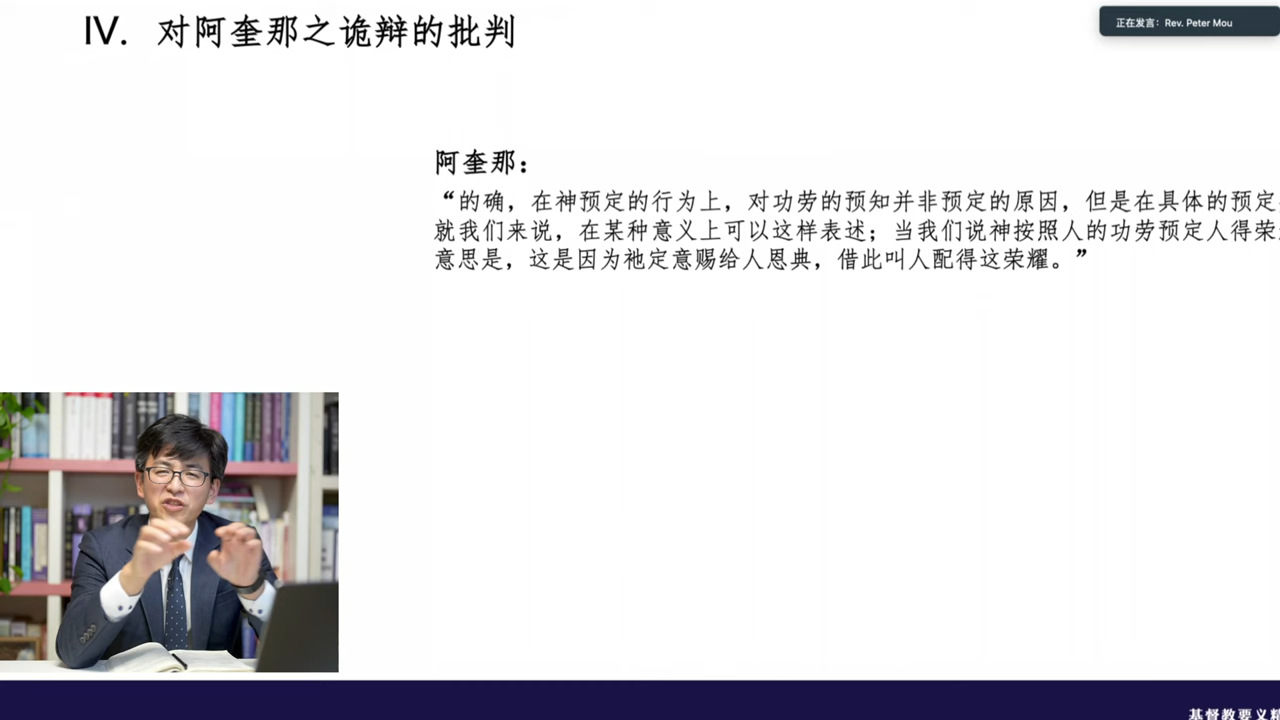 IV. 对阿奎那之诡辩的批判
正在发言: Rev. Peter Mou
阿奎那：
“的确，在神预定的行为上，对功劳的预知并非预定的原因，但是在具体的预定
就我们来说，在某种意义上可以这样表述；当我们说神按照人的功劳预定人得荣
意思是，这是因为祂定意赐给人恩典，借此叫人配得这荣耀。”
基督教要义